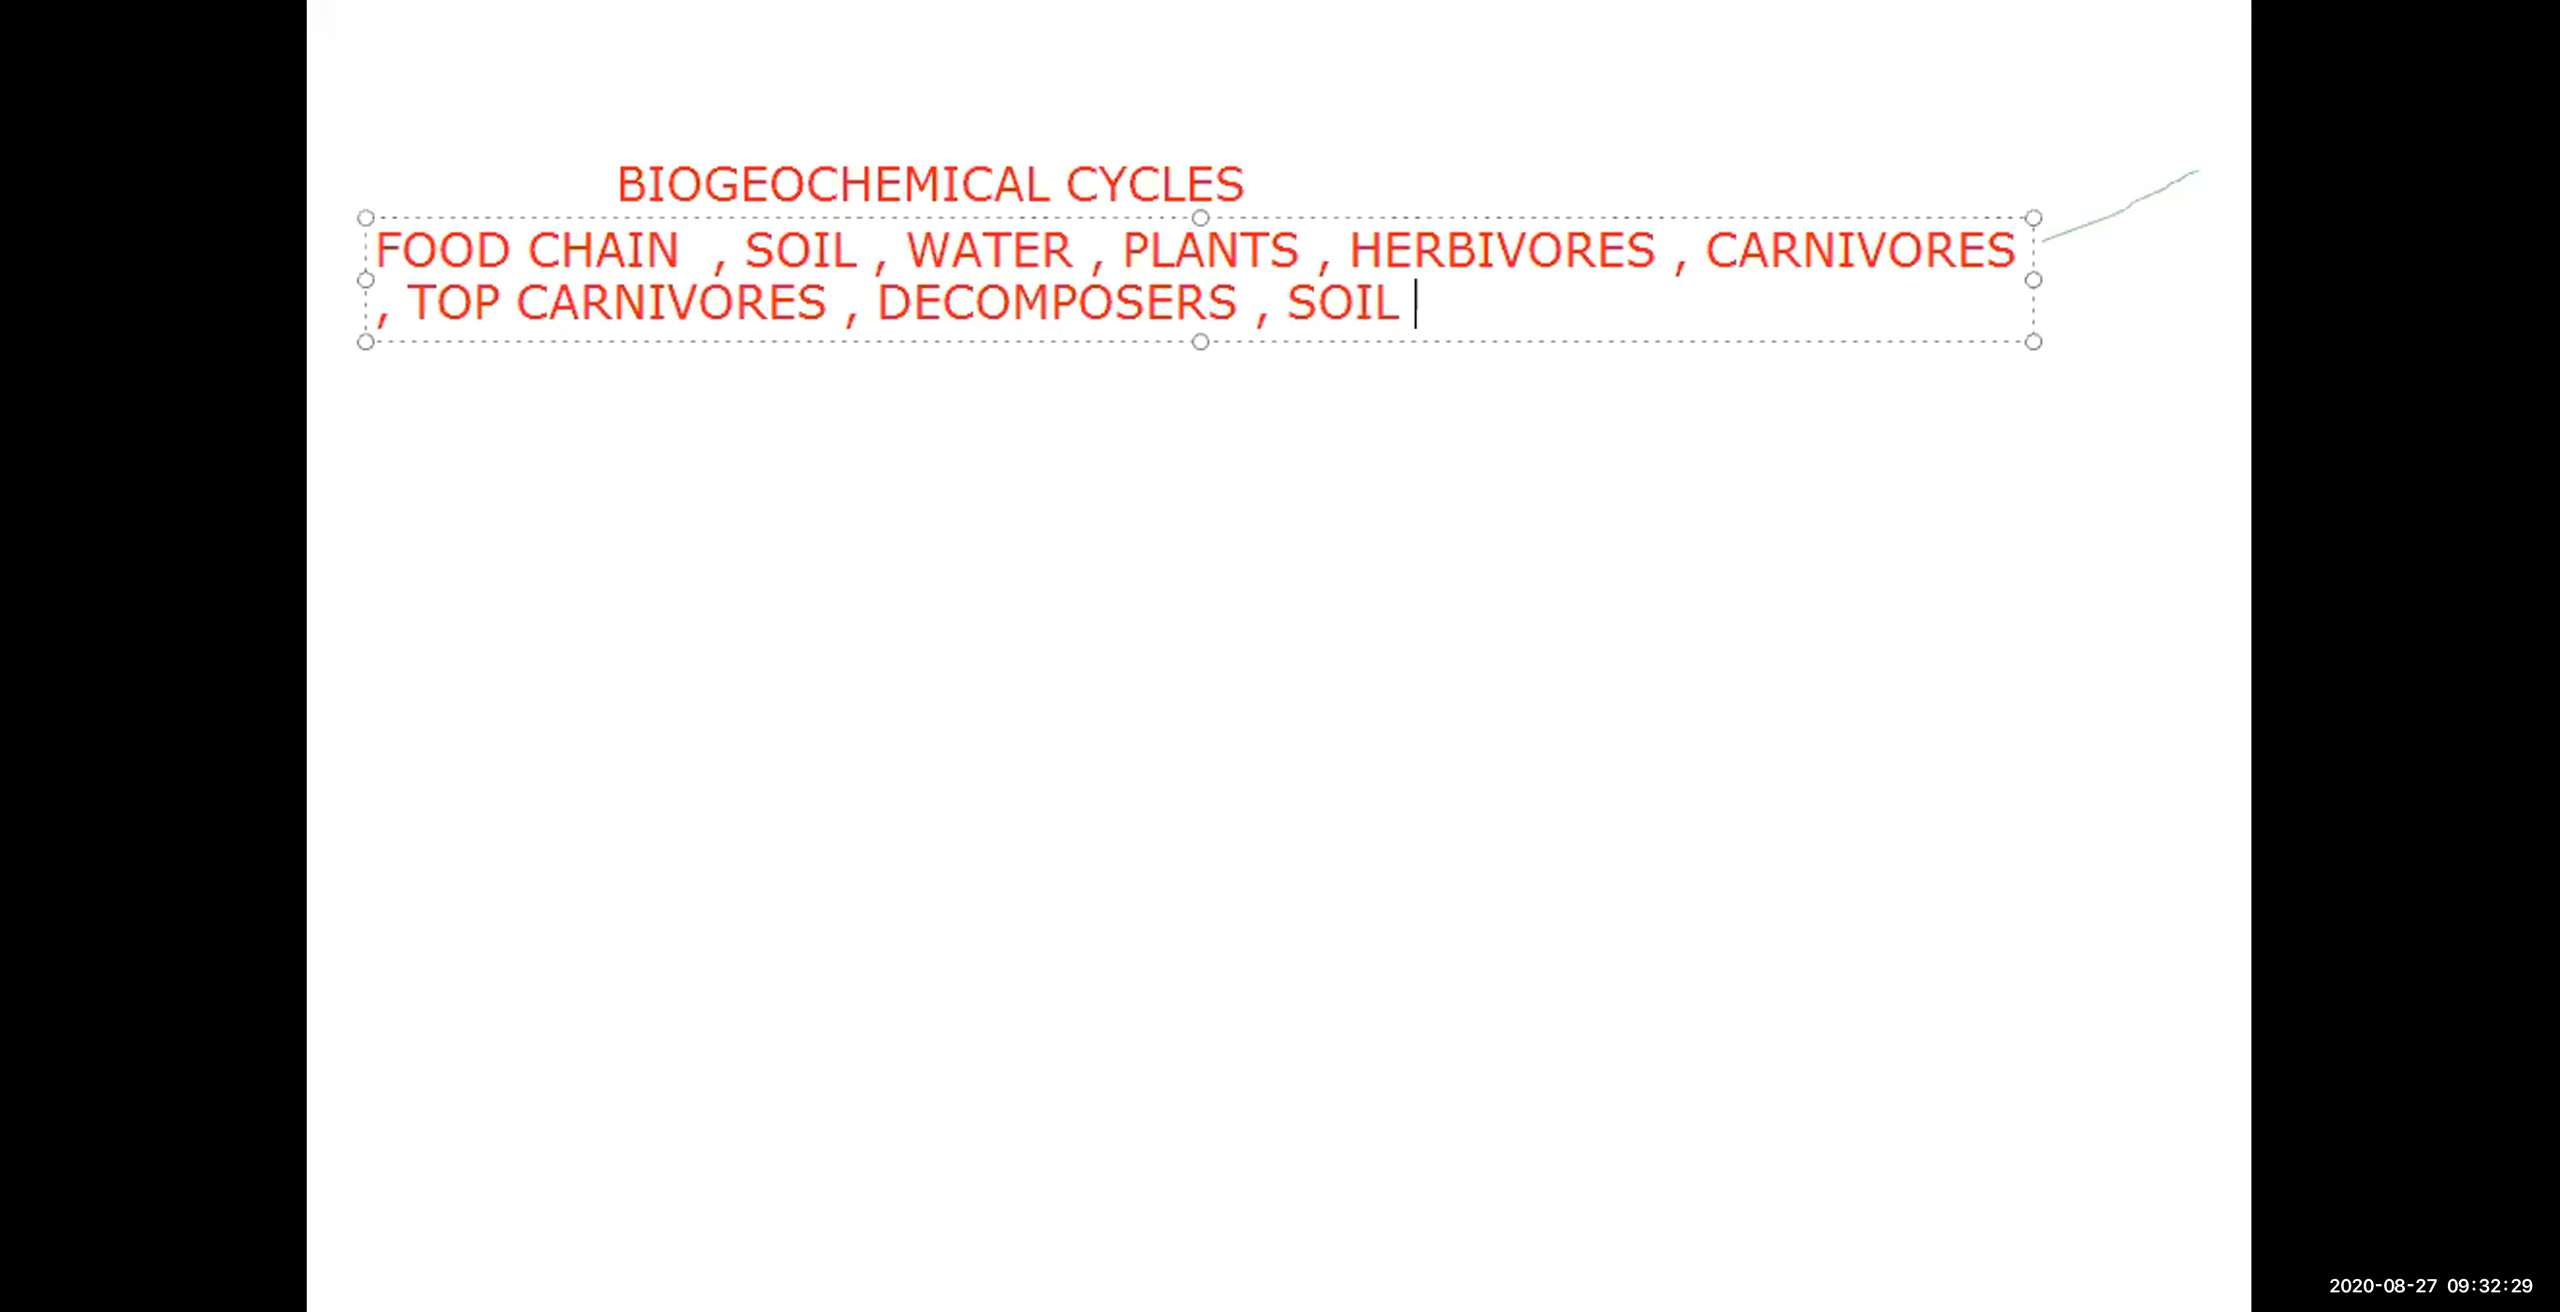 BIOGEOCHEMICAL CYCLES
FOOD CHAIN  , SOIL , WATER , PLANTS , HERBIVORES , CARNIVORES
, TOP CARNIVORES , DECOMPOSERS , SOIL
2020-08-27 09:32:29